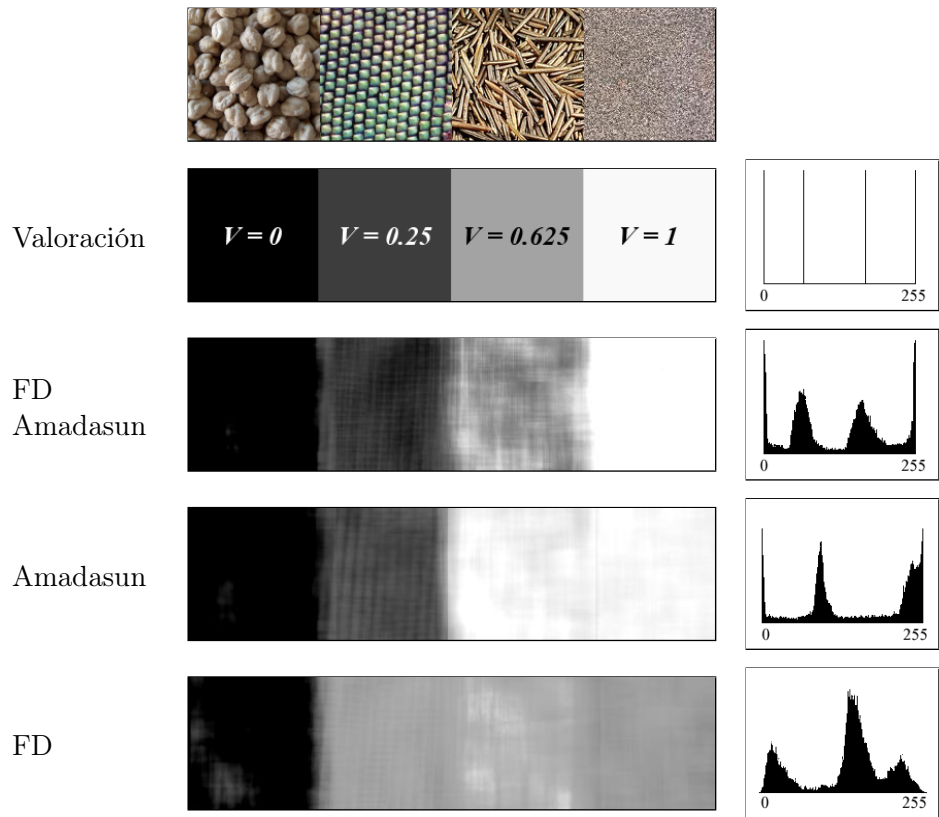 Valoración
V = 0
V = 0.25
V = 0.625
V = 1
0 255
FD
Amadasun
0 255
Amadasun
0 255
FD
0 255